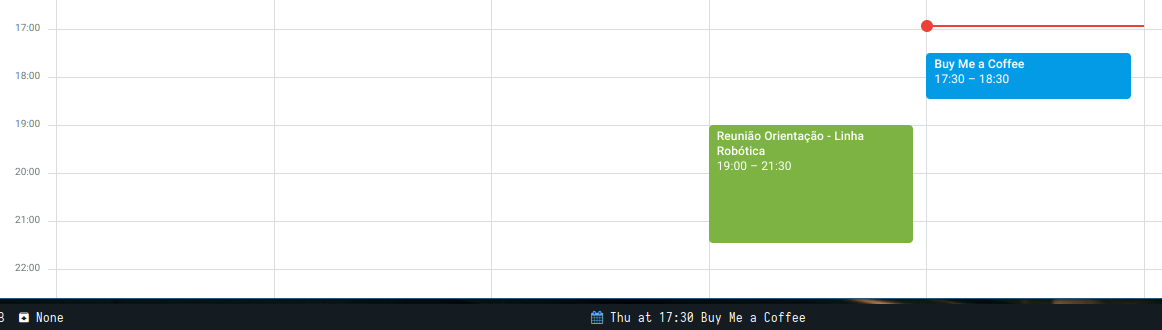 17:00
18:00
19:00
20:00
21:00
22:00
Buy Me a Coffee
17:30 – 18:30
Reunião Orientação - Linha
Robótica
19:00 – 21:30
None
Thu at 17:30 Buy Me a Coffee